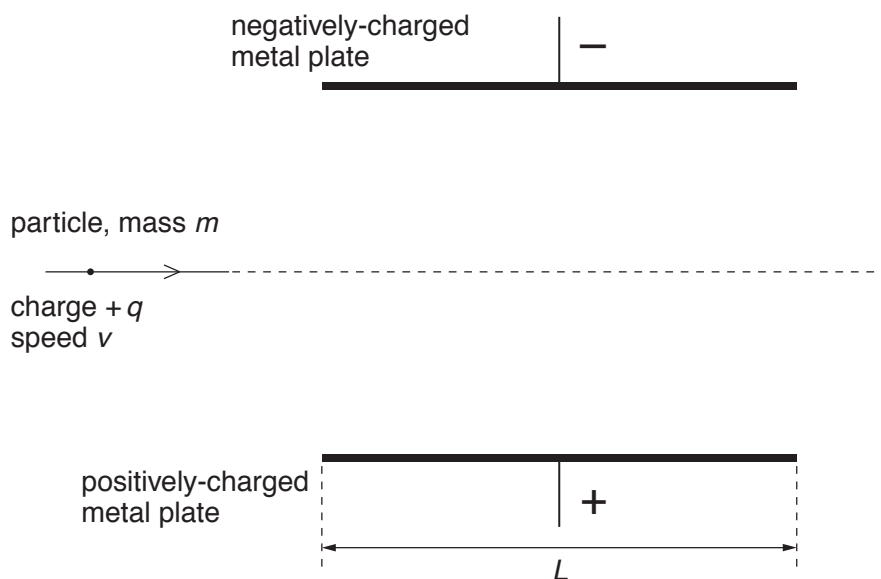 negatively-charged
metal plate
−
particle, mass m
charge + q
speed v
positively-charged
metal plate
+
L